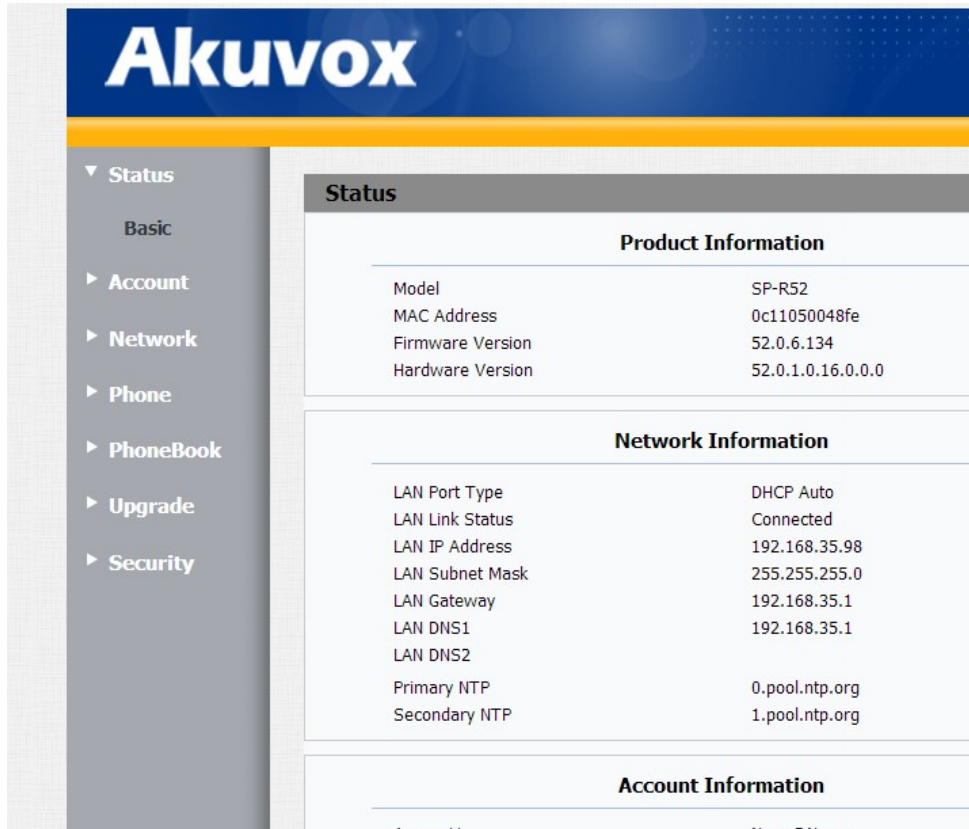 Akuvox
Status
Basic
Account
Network
Phone
PhoneBook
Upgrade
Security
Status
Product Information
Model SP-R52
MAC Address 0c11050048fe
Firmware Version 52.0.6.134
Hardware Version 52.0.1.0.16.0.0.0
Network Information
LAN Port Type DHCP Auto
LAN Link Status Connected
LAN IP Address 192.168.35.98
LAN Subnet Mask 255.255.255.0
LAN Gateway 192.168.35.1
LAN DNS1 192.168.35.1
LAN DNS2
Primary NTP 0.pool.ntp.org
Secondary NTP 1.pool.ntp.org
Account Information